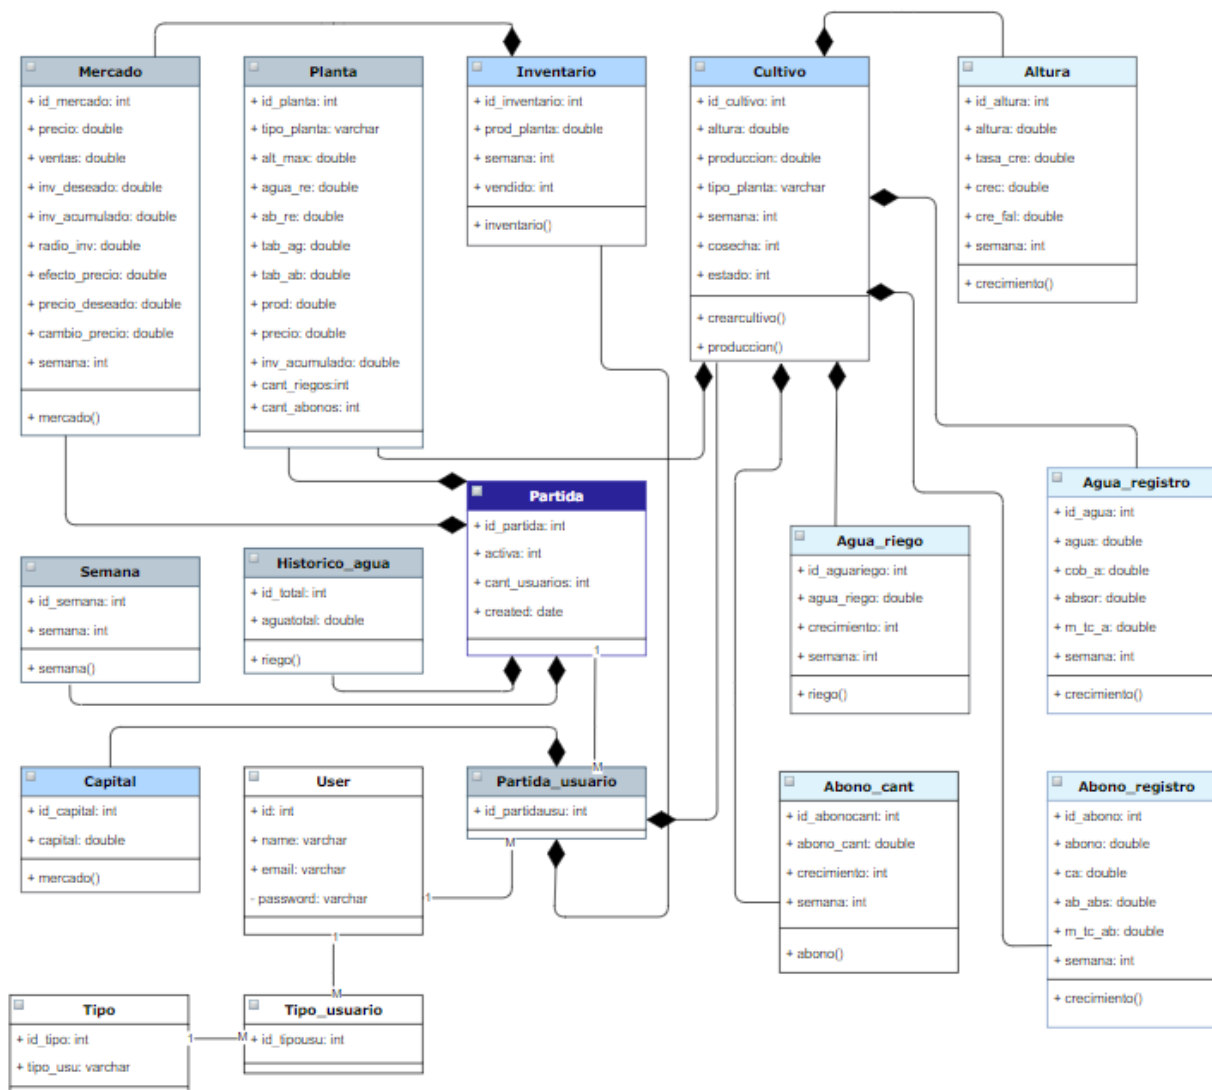 Mercado
+ id_mercado: int
+ precio: double
+ ventas: double
+ inv_deseado: double
+ inv_acumulado: double
+ radio_inv: double
+ efecto_precio: double
+ precio_deseado: double
+ cambio_precio: double
+ semana: int
+ mercado()
Planta
+ id_planta: int
+ tipo_planta: varchar
+ alt_max: double
+ agua_re: double
+ ab_re: double
+ tab_ag: double
+ tab_ab: double
+ prod: double
+ precio: double
+ inv_acumulado: double
+ cant_riegos:int
+ cant_abonos: int
Inventario
+ id_inventario: int
+ prod_planta: double
+ semana: int
+ vendido: int
+ inventario()
Cultivo
+ id_cultivo: int
+ altura: double
+ produccion: double
+ tipo_planta: varchar
+ semana: int
+ cosecha: int
+ estado: int
+ crearcultivo()
+ produccion()
Altura
+ id_altura: int
+ altura: double
+ tasa_cre: double
+ crec: double
+ cre_fal: double
+ semana: int
+ crecimiento()
Partida
+ id_partida: int
+ activa: int
+ cant_usuarios: int
+ created: date
1
M
Semana
+ id_semana: int
+ semana: int
+ semana()
Historico_agua
+ id_total: int
+ aguatotal: double
+ riego()
Agua_riego
+ id_aguariego: int
+ agua_riego: double
+ crecimiento: int
+ semana: int
+ riego()
Agua_registro
+ id_agua: int
+ agua: double
+ cob_a: double
+ absor: double
+ m_tc_a: double
+ semana: int
+ crecimiento()
Capital
+ id_capital: int
+ capital: double
+ mercado()
User
+ id: int
+ name: varchar
+ email: varchar
- password: varchar
1
M
1
M
Partida_usuario
+ id_partidausu: int
Abono_cant
+ id_abonocant: int
+ abono_cant: double
+ crecimiento: int
+ semana: int
+ abono()
Abono_registro
+ id_abono: int
+ abono: double
+ ca: double
+ ab_abs: double
+ m_tc_ab: double
+ semana: int
+ crecimiento()
Tipo
+ id_tipo: int
+ tipo_usu: varchar
1
M
Tipo_usuario
+ id_tipousu: int